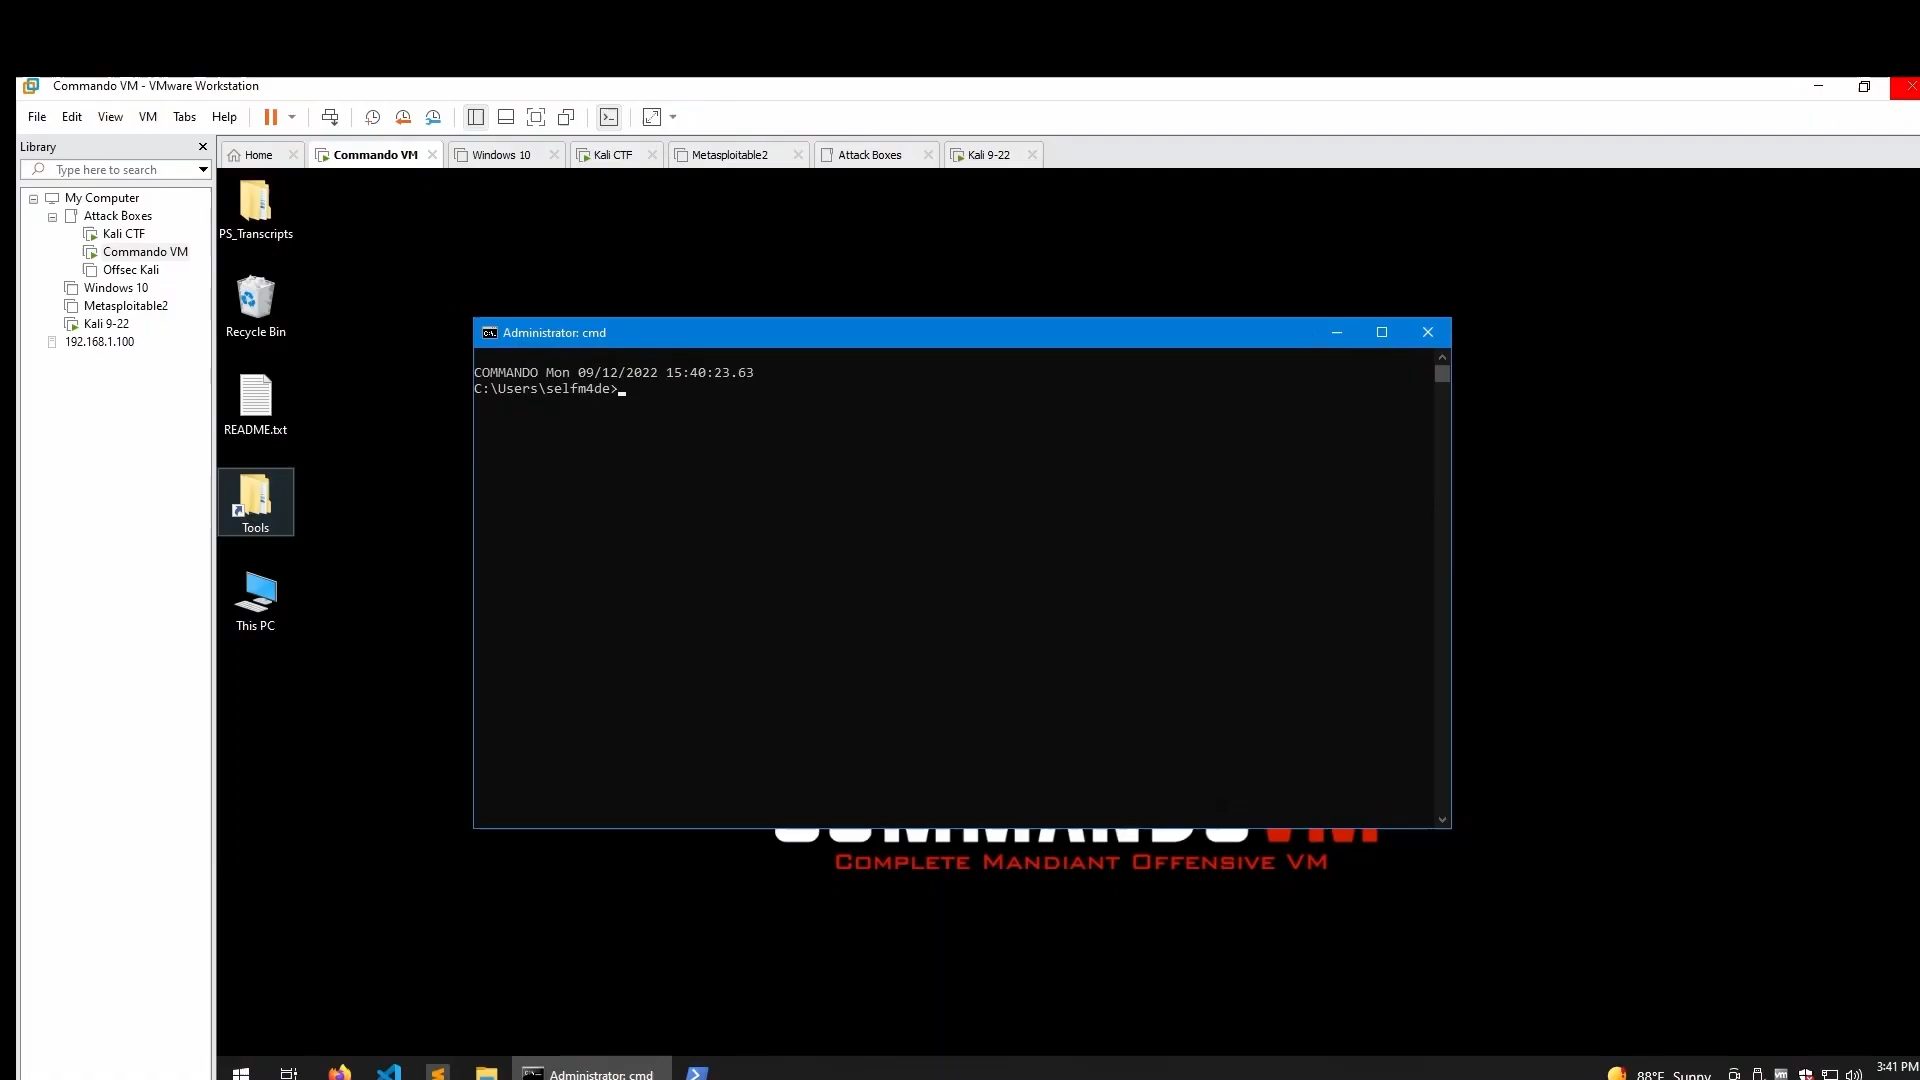 Commando VM - VMware Workstation
File Edit View VM Tabs Help
Library
Type here to search
My Computer
Attack Boxes
Kali CTF
Commando VM
Offsec Kali
Windows 10
Metasploitable2
Kali 9-22
192.168.1.100
Home
Commando VM
Windows 10
Kali CTF
Metasploitable2
Attack Boxes
Kali 9-22
PS_Transcripts
Recycle Bin
README.txt
Tools
This PC
Administrator: cmd
COMMANDO Mon 09/12/2022 15:40:23.63
C:\Users\selfm4de>
COMPLETE MANDIANT OFFENSIVE VM
Administrator: cmd
88°F Sunny
3:41 PM